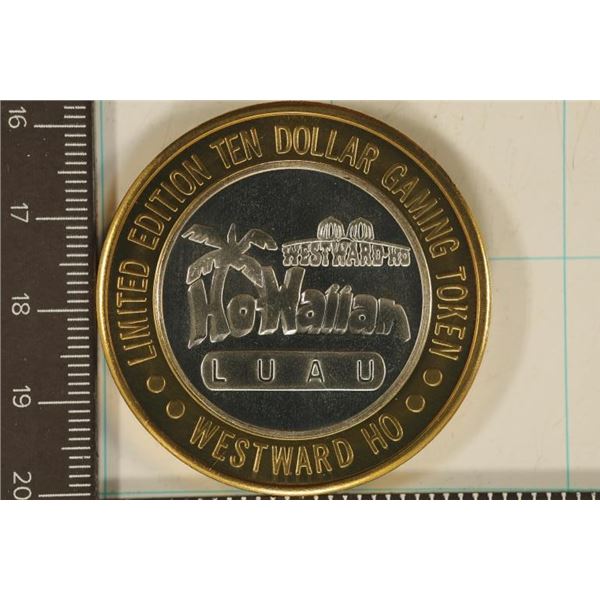 LIMITED EDITION TEN DOLLAR GAMING TOKEN
WESTWARD-HO
Ho-Waiian
LUAU
WESTWARD HO
16
17
18
19
20